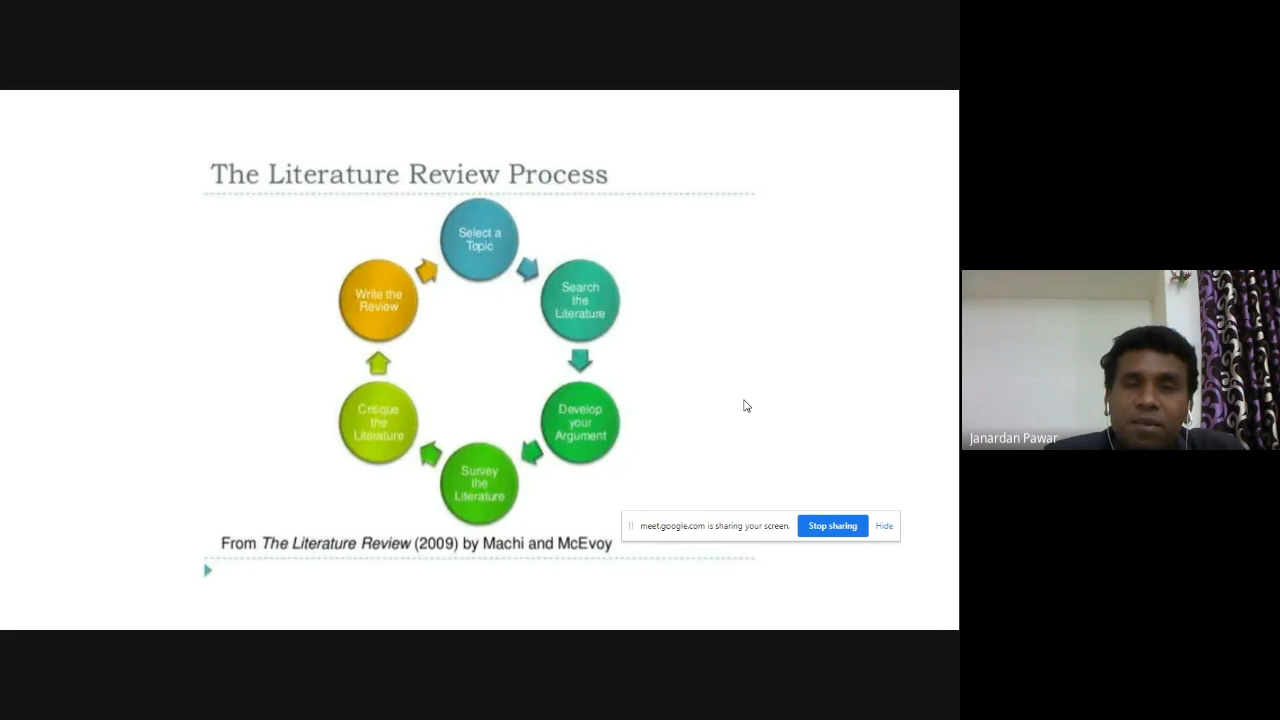 The Literature Review Process
Select a
Topic
Search
the
Literature
Develop
your
Argument
Survey
the
Literature
Critique
the
Literature
Write the
Review
From The Literature Review (2009) by Machi and McEvoy
meet.google.com is sharing your screen.
Stop sharing
Hide
Janardan Pawar